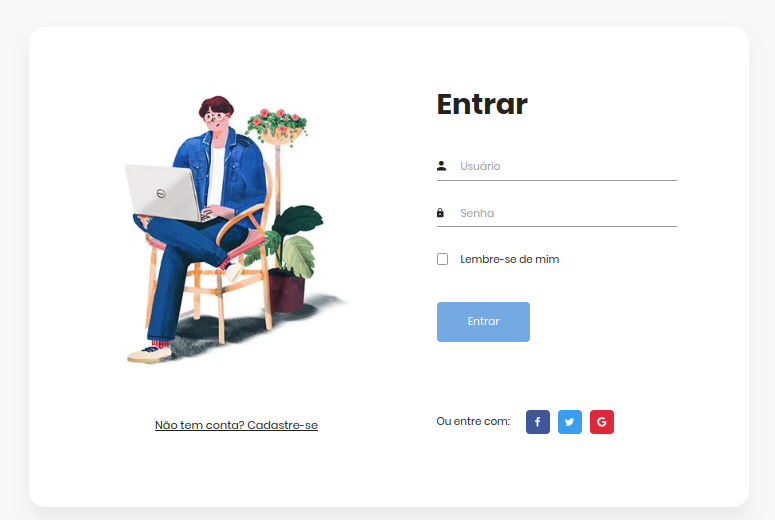 Entrar
Usuário
Senha
Lembre-se de mim
Entrar
Não tem conta? Cadastre-se
Ou entre com: